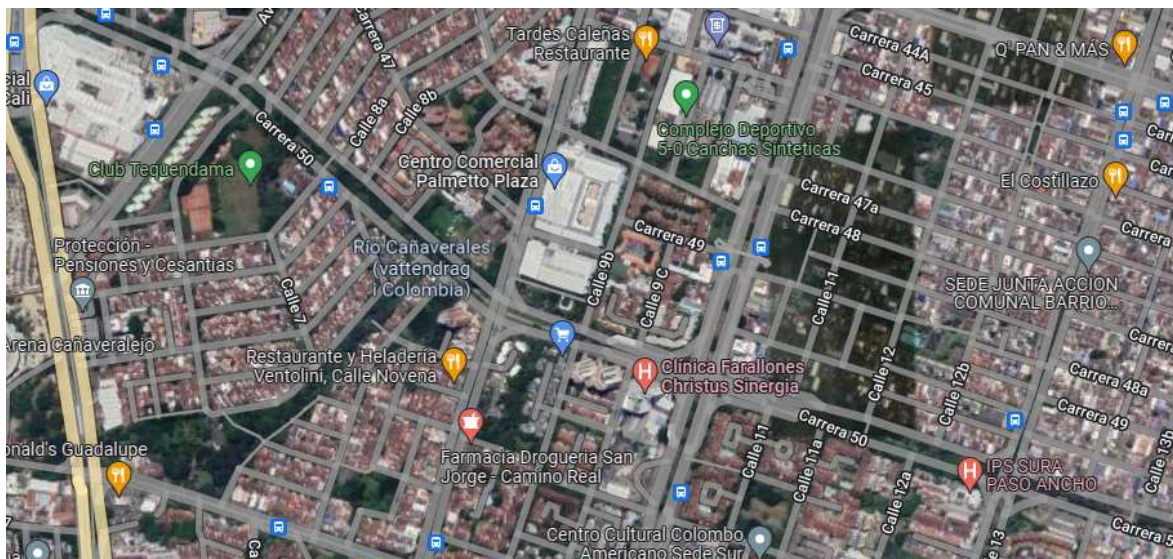 Carrera 47
Tardes Caleñas
Restaurante
Carrera 44A
Q' PAN & MÁS
Carrera 45
cial
cali
Carrera 50
Calle 8a
Calle 8b
Complejo Deportivo
5-0 Canchas Sinteticas
Club Tequendama
Centro Comercial
Palmetto Plaza
El Costillazo
Carrera 47a
Carrera 48
Carrera 49
Protección -
Pensiones y Cesantias
Río Cañaverales
(vattendrag
i Colombia)
Calle 7
Calle 9b
Calle 9 C
Calle 11
SEDE JUNTA ACCION
COMUNAL BARRIO...
Arena Cañaveralejo
Restaurante y Heladería
Ventolini, Calle Novena
Clínica Farallones
Christus Sinergia
Calle 12
Calle 12b
Carrera 48a
Carrera 49
Carrera 50
onald's Guadalupe
Farmacia Drogueria San
Jorge - Camino Real
Calle 11
Calle 11a
Calle 12a
Calle 13b
IPS SURA
PASO ANCHO
Centro Cultural Colombo
Americano Sede Sur
Calle 13